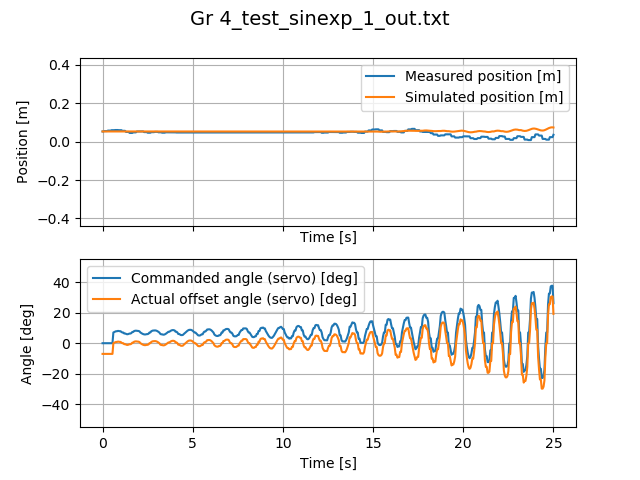 Gr 4_test_sinexp_1_out.txt
0.4
0.2
0.0
−0.2
−0.4
Position [m]
Measured position [m]
Simulated position [m]
Time [s]
40
20
0
−20
−40
Angle [deg]
Commanded angle (servo) [deg]
Actual offset angle (servo) [deg]
0 5 10 15 20 25
Time [s]